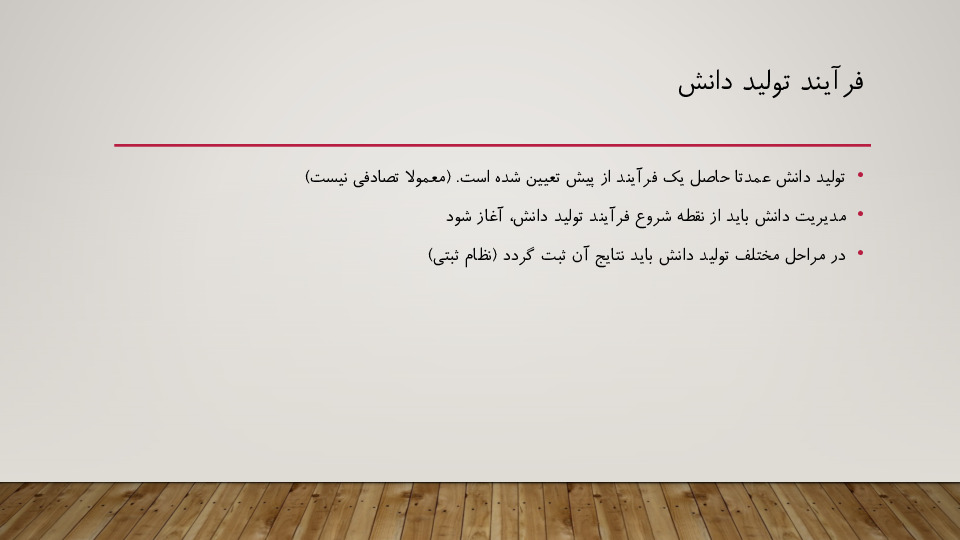 فرآیند تولید دانش
• تولید دانش عمدتا حاصل یک فرآیند از پیش تعیین شده است. (معمولا تصادفی نیست)
• مدیریت دانش باید از نقطه شروع فرآیند تولید دانش، آغاز شود
• در مراحل مختلف تولید دانش باید نتایج آن ثبت گردد (نظام ثبتی)